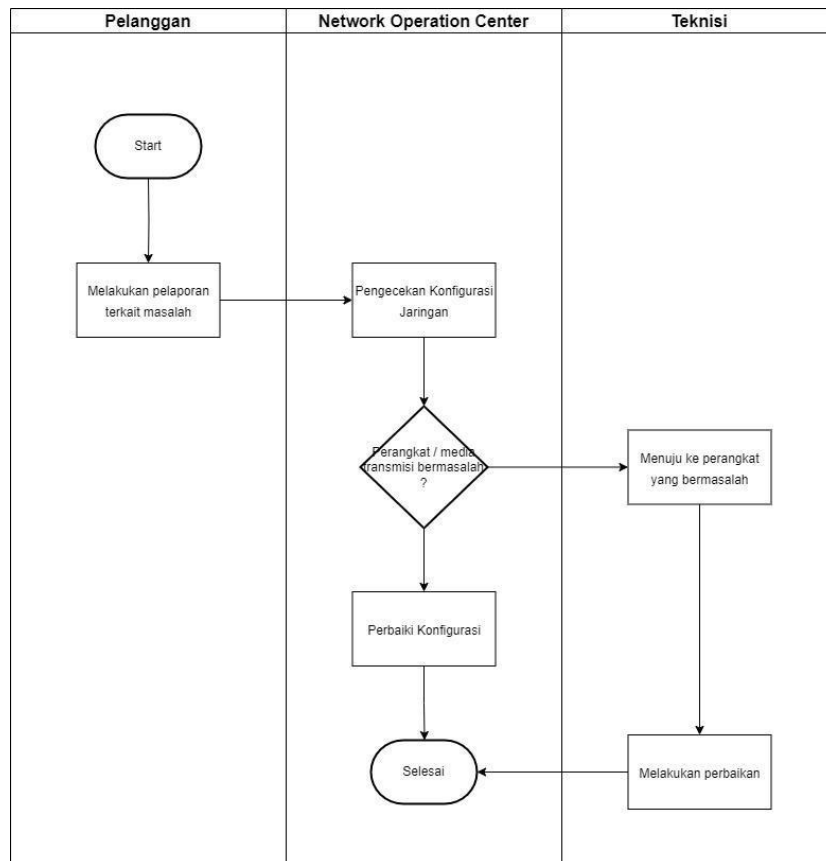 Pelanggan
Network Operation Center
Teknisi
Start
Melakukan pelaporan
terkait masalah
Pengecekan Konfigurasi
Jaringan
Perangkat / media
transmisi bermasalah
?
Menuju ke perangkat
yang bermasalah
Perbaiki Konfigurasi
Selesai
Melakukan perbaikan